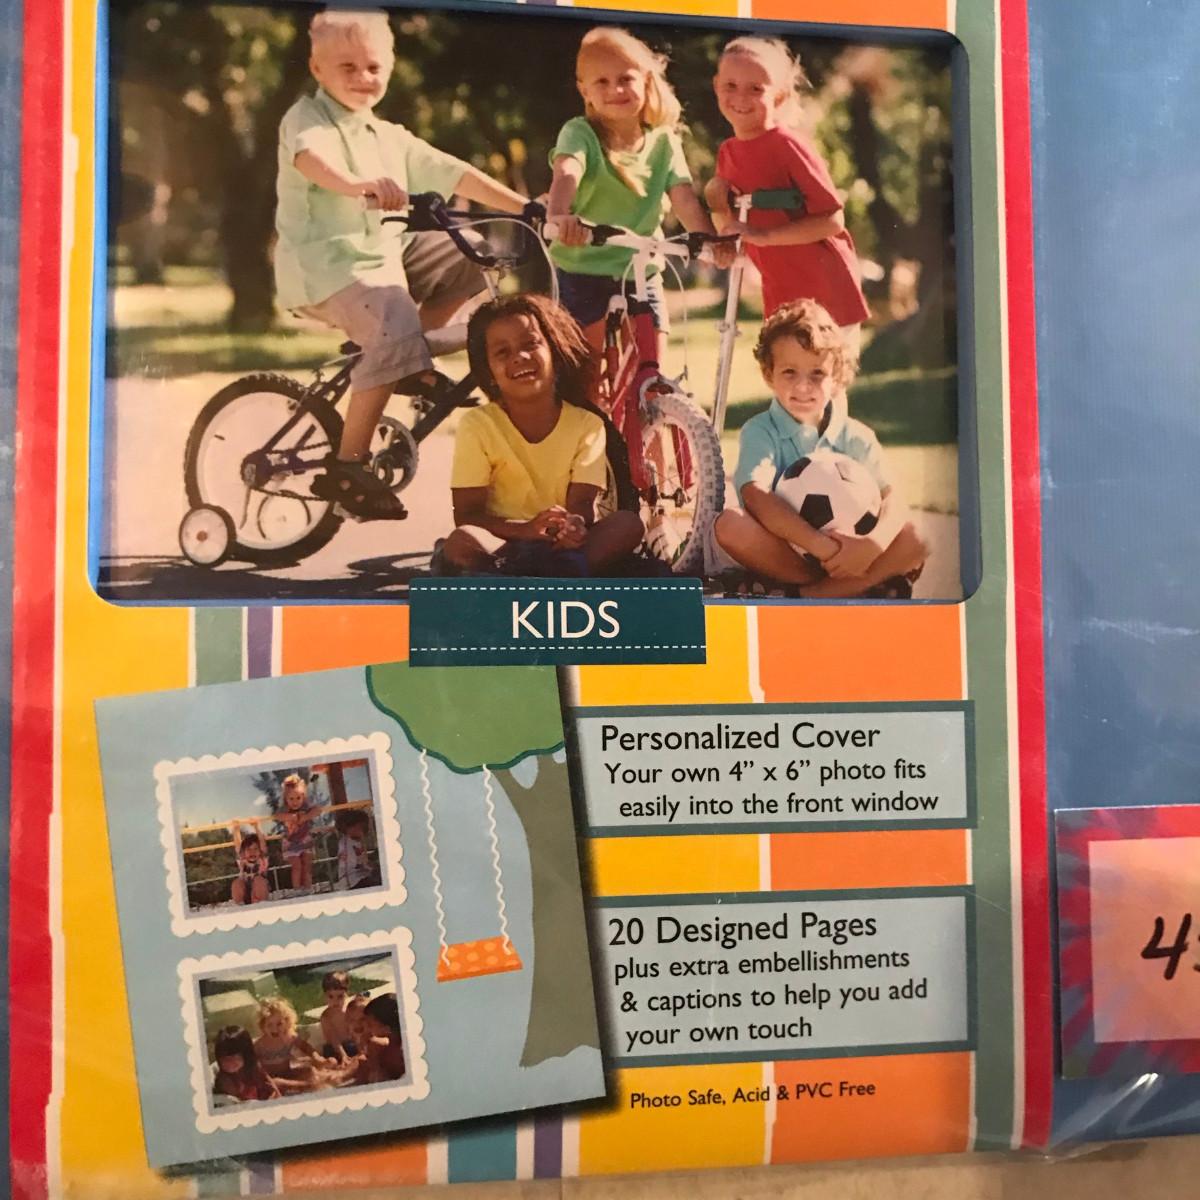 KIDS
Personalized Cover
Your own 4” x 6” photo fits
easily into the front window
20 Designed Pages
plus extra embellishments
& captions to help you add
your own touch
Photo Safe, Acid & PVC Free